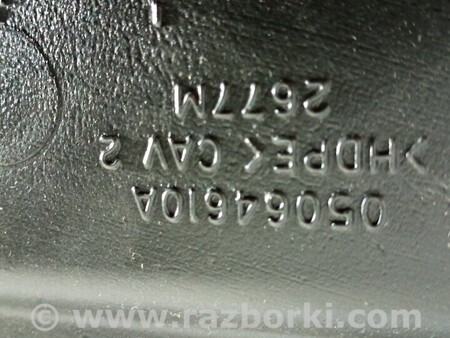 05064610A
>HDPE< CAV 2
2677M
© www.razborki.com